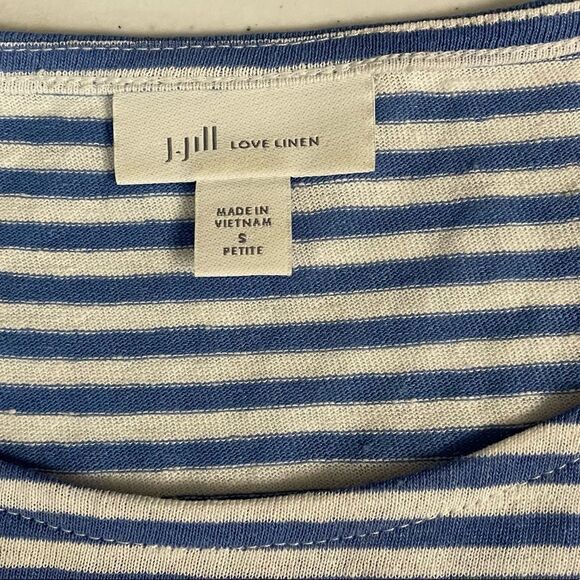 J.Jill LOVE LINEN
MADE IN
VIETNAM
S
PETITE